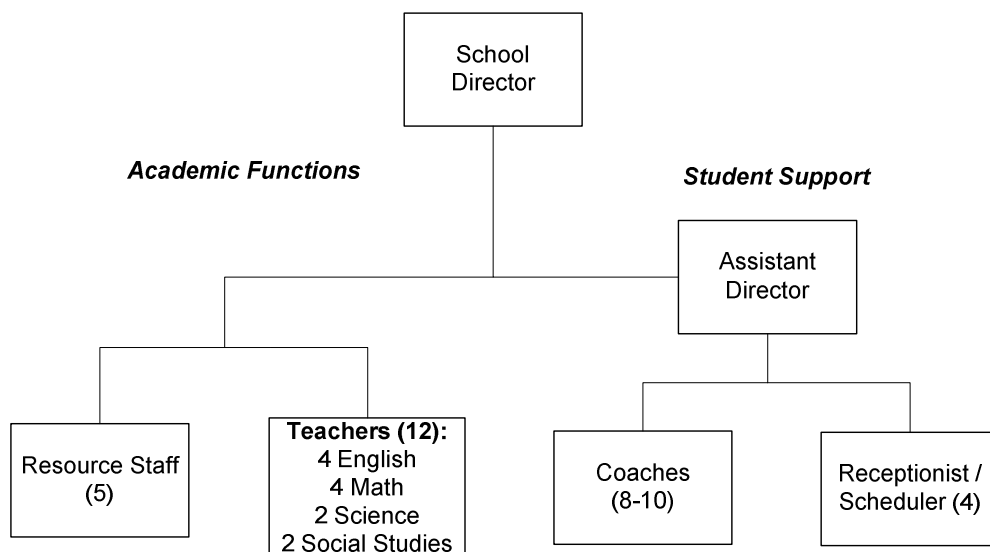 School
Director
Academic Functions
Student Support
Assistant
Director
Resource Staff
(5)
Teachers (12):
4 English
4 Math
2 Science
2 Social Studies
Coaches
(8-10)
Receptionist /
Scheduler (4)